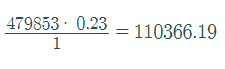 479853 · 0.23
1
= 110366.19